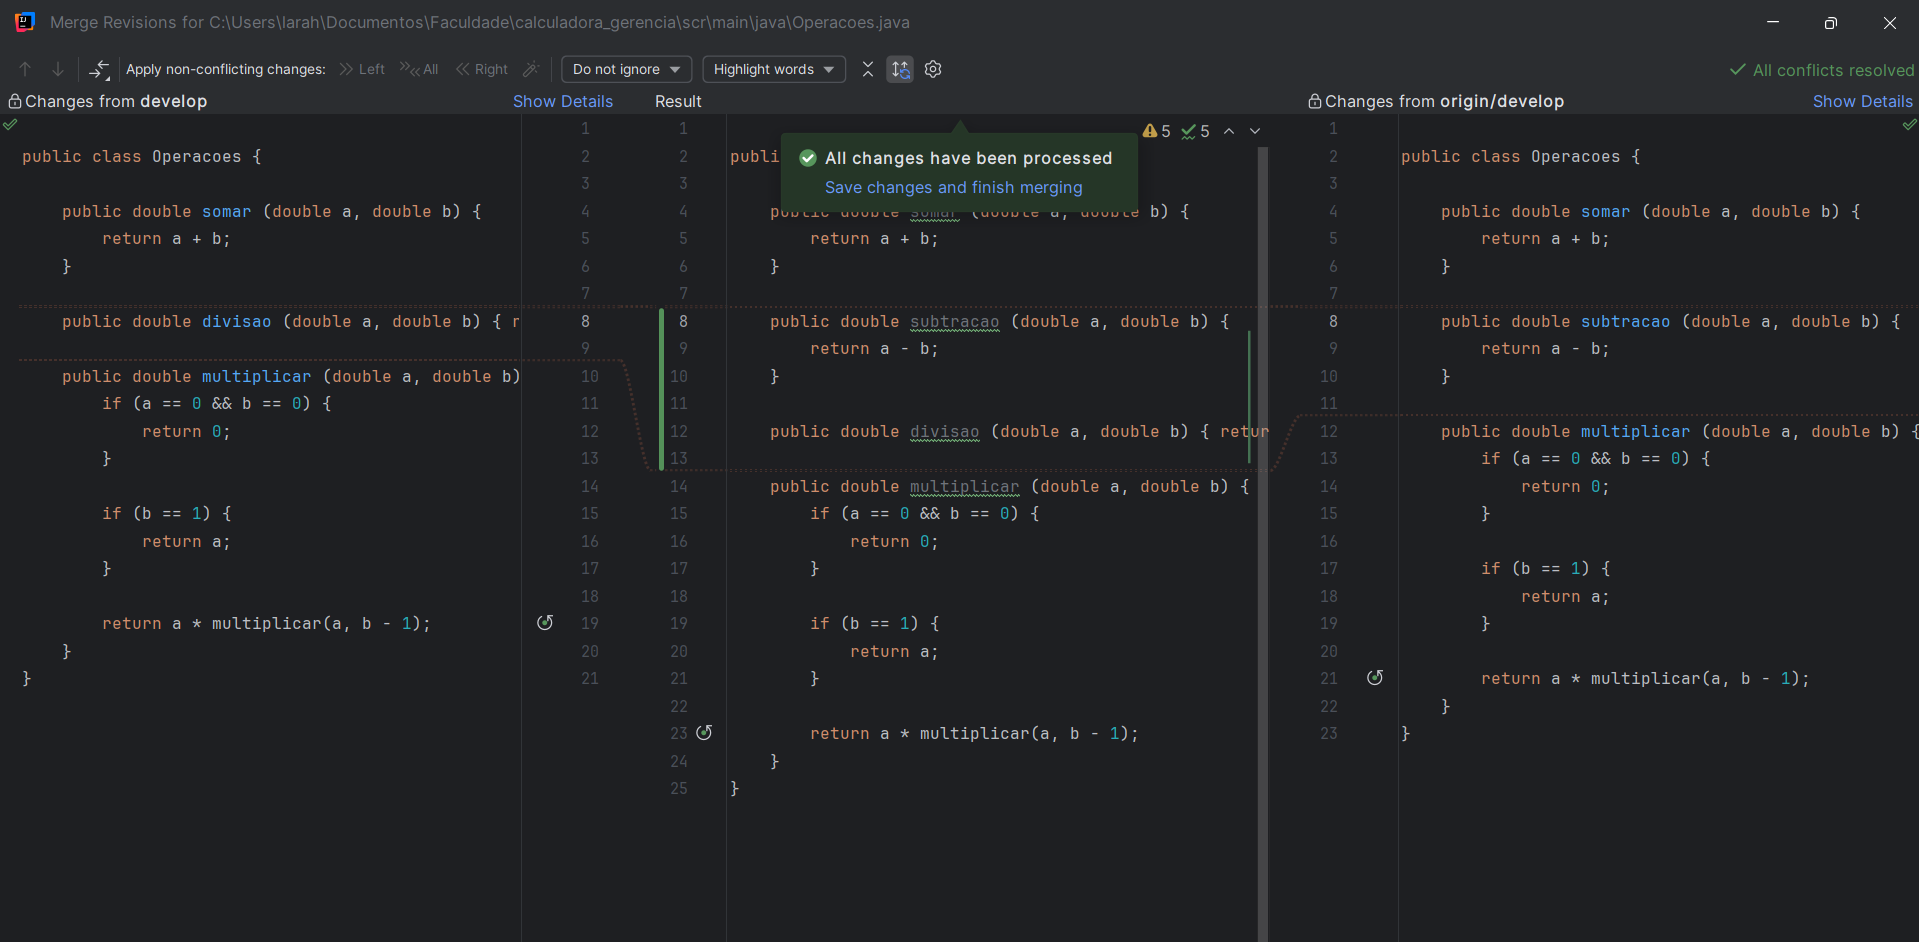 Merge Revisions for C:\Users\larah\Documentos\Faculdade\calculadora_gerencia\scr\main\java\Operacoes.java
Apply non-conflicting changes: Left All Right Do not ignore Highlight words
All conflicts resolved
Changes from develop Show Details
1
2 public class Operacoes {
3
4     public double somar (double a, double b) {
5         return a + b;
6     }
7
8     public double divisao (double a, double b) { r
9
10     public double multiplicar (double a, double b)
11         if (a == 0 && b == 0) {
12             return 0;
13         }
14
15         if (b == 1) {
16             return a;
17         }
18
19         return a * multiplicar(a, b - 1);
20     }
21 }
Result
5 5
All changes have been processed
Save changes and finish merging
1
2 publi
3
4     public double somar (double a, double b) {
5         return a + b;
6     }
7
8     public double subtracao (double a, double b) {
9         return a - b;
10     }
11
12     public double divisao (double a, double b) { retur
13
14     public double multiplicar (double a, double b) {
15         if (a == 0 && b == 0) {
16             return 0;
17         }
18
19         if (b == 1) {
20             return a;
21         }
22
23         return a * multiplicar(a, b - 1);
24     }
25 }
Changes from origin/develop Show Details
1
2 public class Operacoes {
3
4     public double somar (double a, double b) {
5         return a + b;
6     }
7
8     public double subtracao (double a, double b) {
9         return a - b;
10     }
11
12     public double multiplicar (double a, double b) {
13         if (a == 0 && b == 0) {
14             return 0;
15         }
16
17         if (b == 1) {
18             return a;
19         }
20
21         return a * multiplicar(a, b - 1);
22     }
23 }